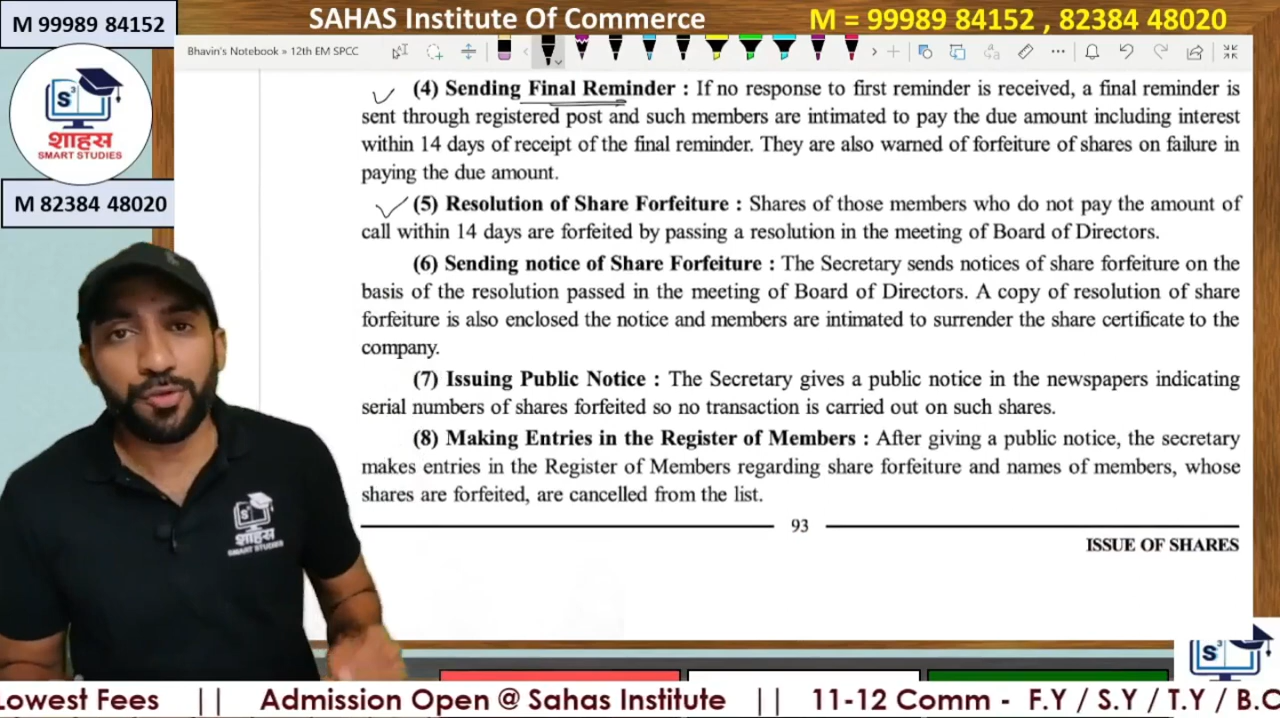 M 99989 84152
SAHAS Institute Of Commerce
M = 99989 84152 , 82384 48020
Bhavin's Notebook » 12th EM SPCC
S³
शाहस
SMART STUDIES
M 82384 48020
(4) Sending Final Reminder : If no response to first reminder is received, a final reminder is
sent through registered post and such members are intimated to pay the due amount including interest
within 14 days of receipt of the final reminder. They are also warned of forfeiture of shares on failure in
paying the due amount.
(5) Resolution of Share Forfeiture : Shares of those members who do not pay the amount of
call within 14 days are forfeited by passing a resolution in the meeting of Board of Directors.
(6) Sending notice of Share Forfeiture : The Secretary sends notices of share forfeiture on the
basis of the resolution passed in the meeting of Board of Directors. A copy of resolution of share
forfeiture is also enclosed the notice and members are intimated to surrender the share certificate to the
company.
(7) Issuing Public Notice : The Secretary gives a public notice in the newspapers indicating
serial numbers of shares forfeited so no transaction is carried out on such shares.
(8) Making Entries in the Register of Members : After giving a public notice, the secretary
makes entries in the Register of Members regarding share forfeiture and names of members, whose
shares are forfeited, are cancelled from the list.
93
ISSUE OF SHARES
S³
शाहस
SMART STUDIES
S³
Lowest Fees || Admission Open @ Sahas Institute || 11-12 Comm - F.Y / S.Y / T.Y / B.C